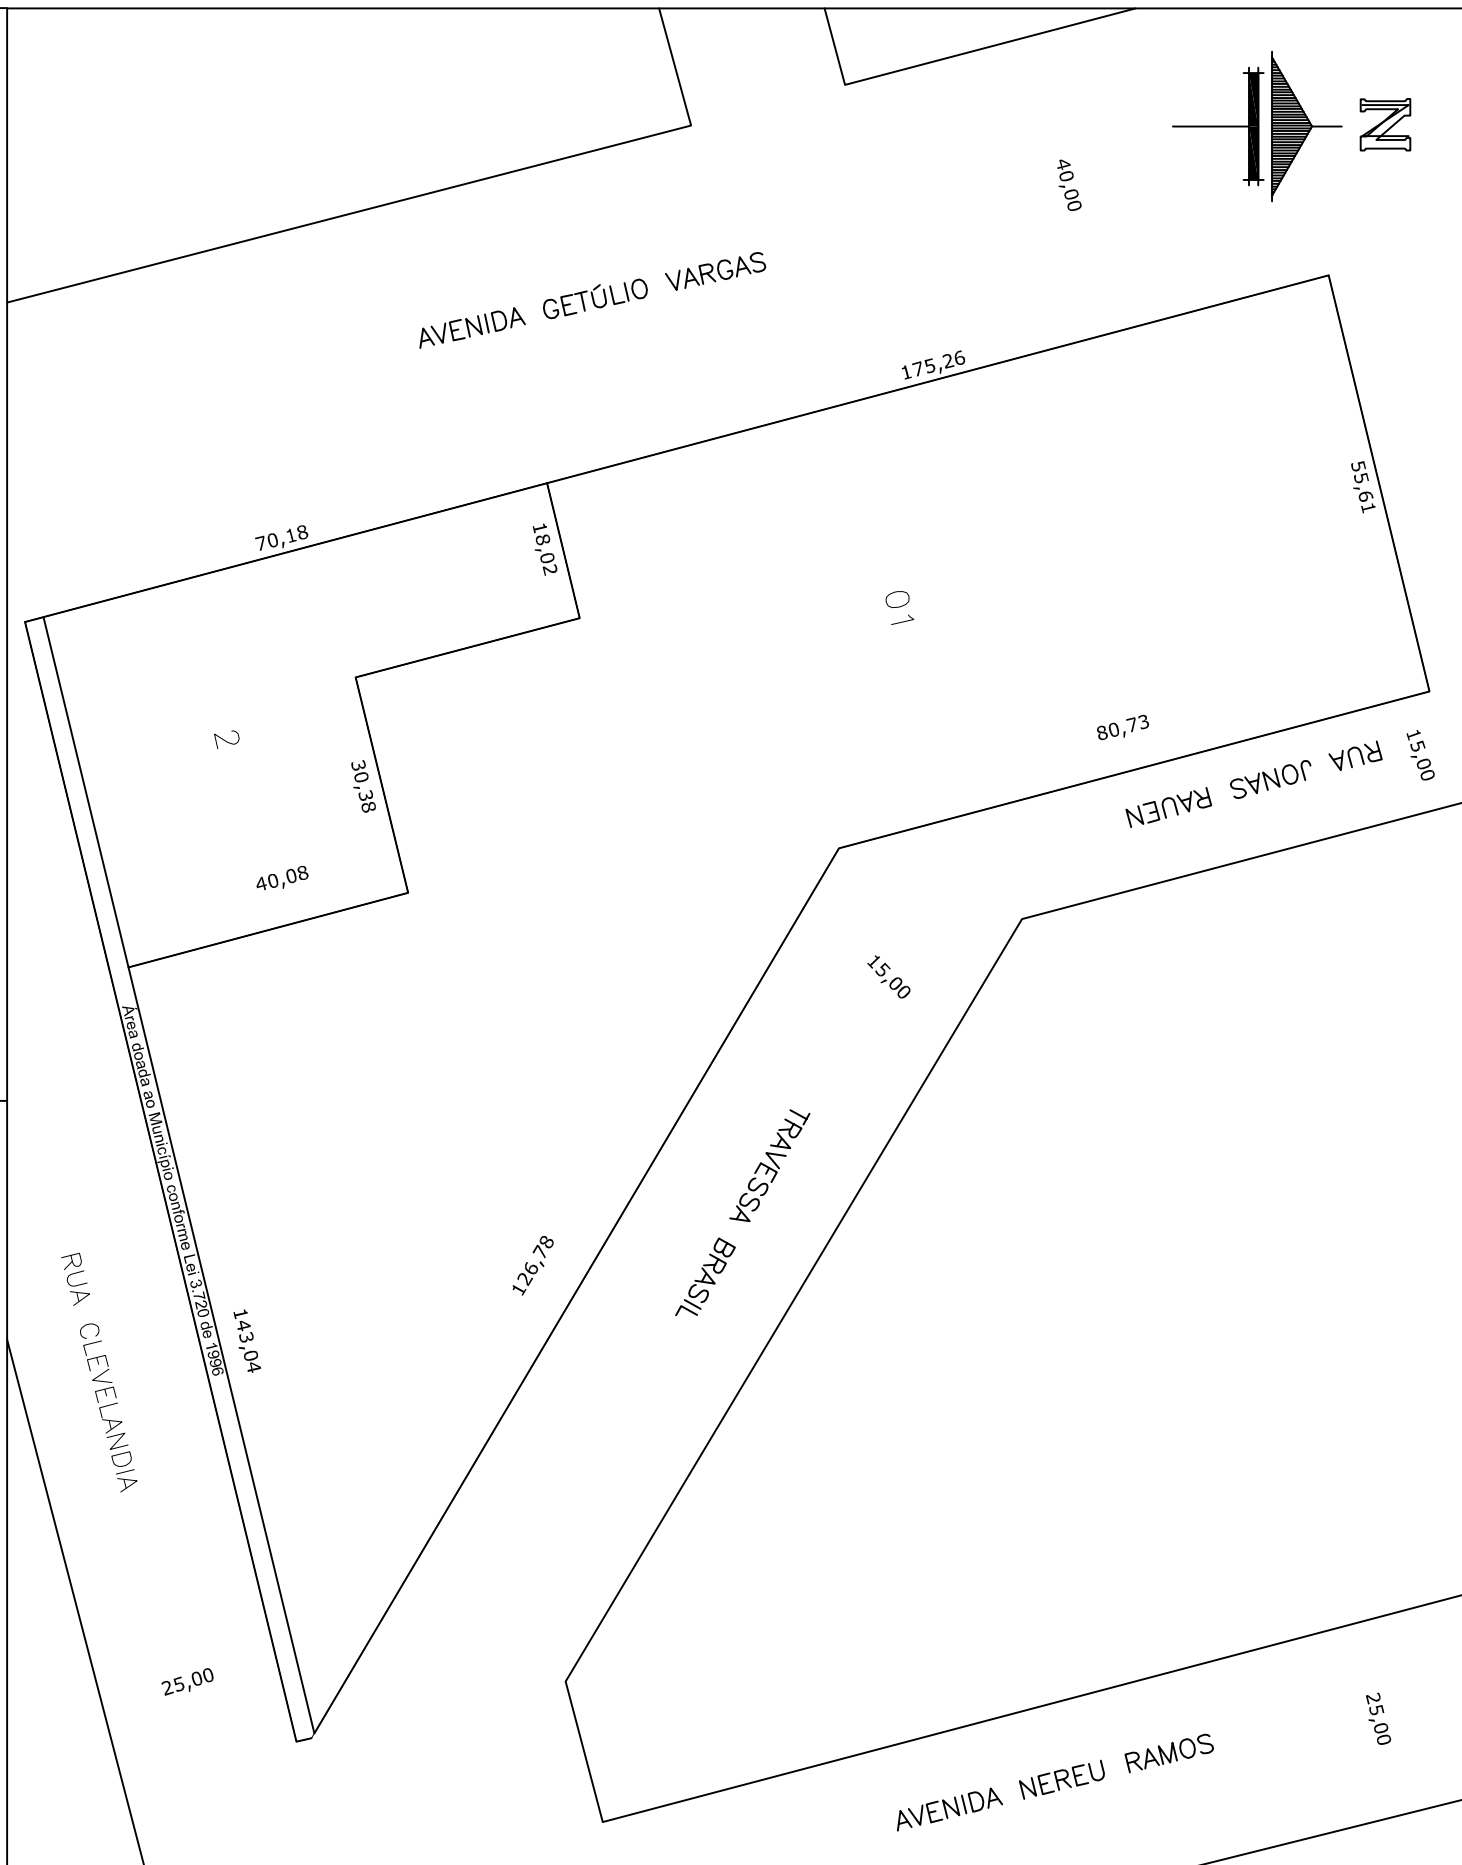 N
40,00
AVENIDA GETÚLIO VARGAS
175,26
55,61
70,18
18,02
01
2
80,73
15,00
RUA JONAS RAUEN
30,38
40,08
15,00
Área doada ao Município conforme Lei 3.720 de 1996
TRAVESSA BRASIL
126,78
143,04
RUA CLEVELANDIA
25,00
25,00
AVENIDA NEREU RAMOS